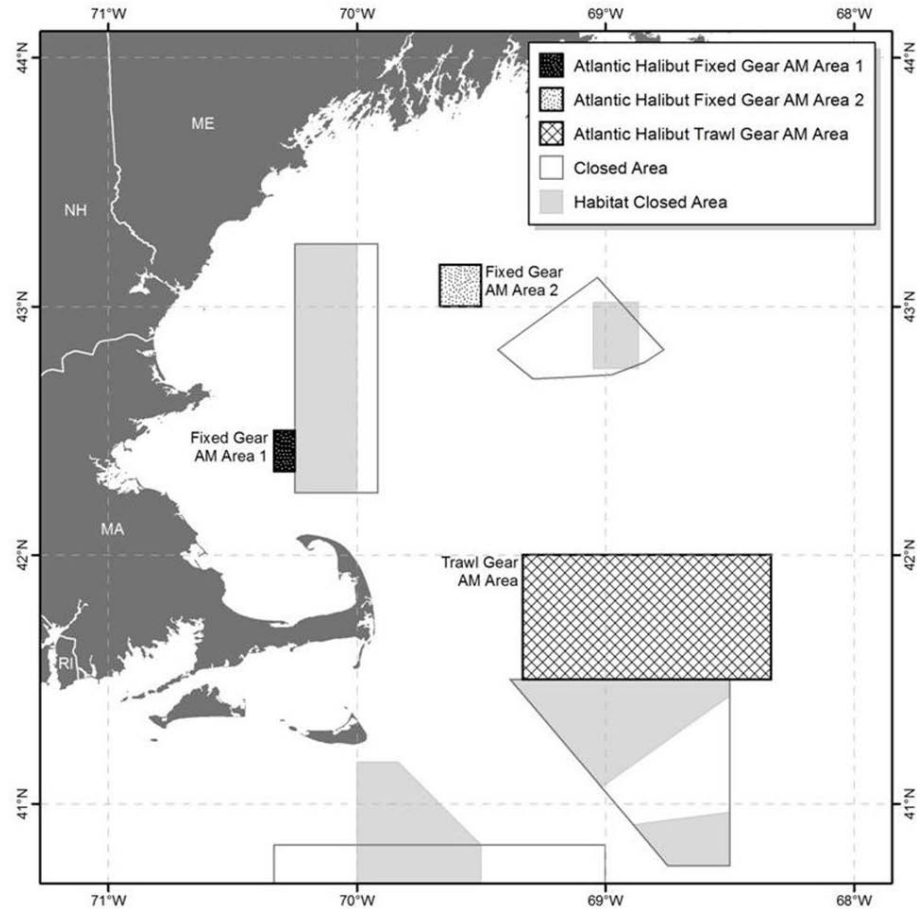 71°W 70°W 69°W 68°W
44°N 44°N
Atlantic Halibut Fixed Gear AM Area 1
Atlantic Halibut Fixed Gear AM Area 2
Atlantic Halibut Trawl Gear AM Area
Closed Area
Habitat Closed Area
ME
NH
Fixed Gear
AM Area 2
43°N 43°N
Fixed Gear
AM Area 1
MA
42°N 42°N
Trawl Gear
AM Area
RI
41°N 41°N
71°W 70°W 69°W 68°W